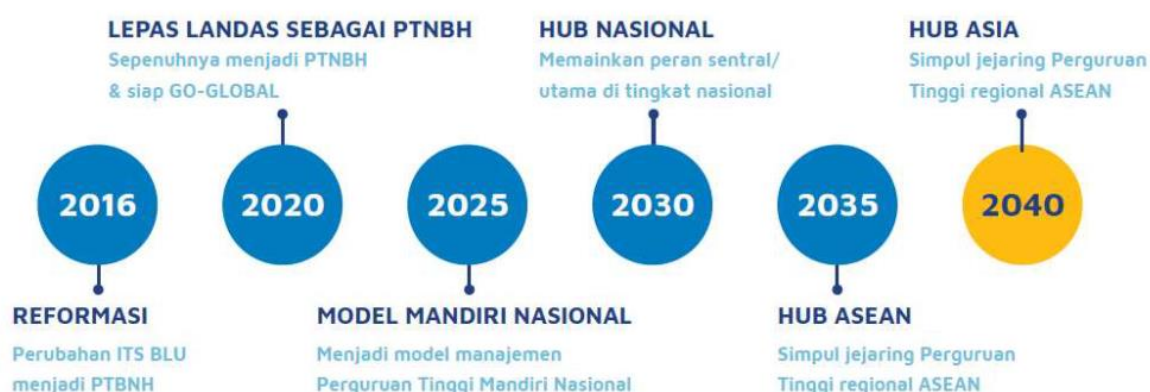 LEPAS LANDAS SEBAGAI PTNBH
Sepenuhnya menjadi PTNBH
& siap GO-GLOBAL
HUB NASIONAL
Memainkan peran sentral/
utama di tingkat nasional
HUB ASIA
Simpul jejaring Perguruan
Tinggi regional ASEAN
2016
2020
2025
2030
2035
2040
REFORMASI
Perubahan ITS BLU
menjadi PTBNH
MODEL MANDIRI NASIONAL
Menjadi model manajemen
Perguruan Tinggi Mandiri Nasional
HUB ASEAN
Simpul jejaring Perguruan
Tinggi regional ASEAN